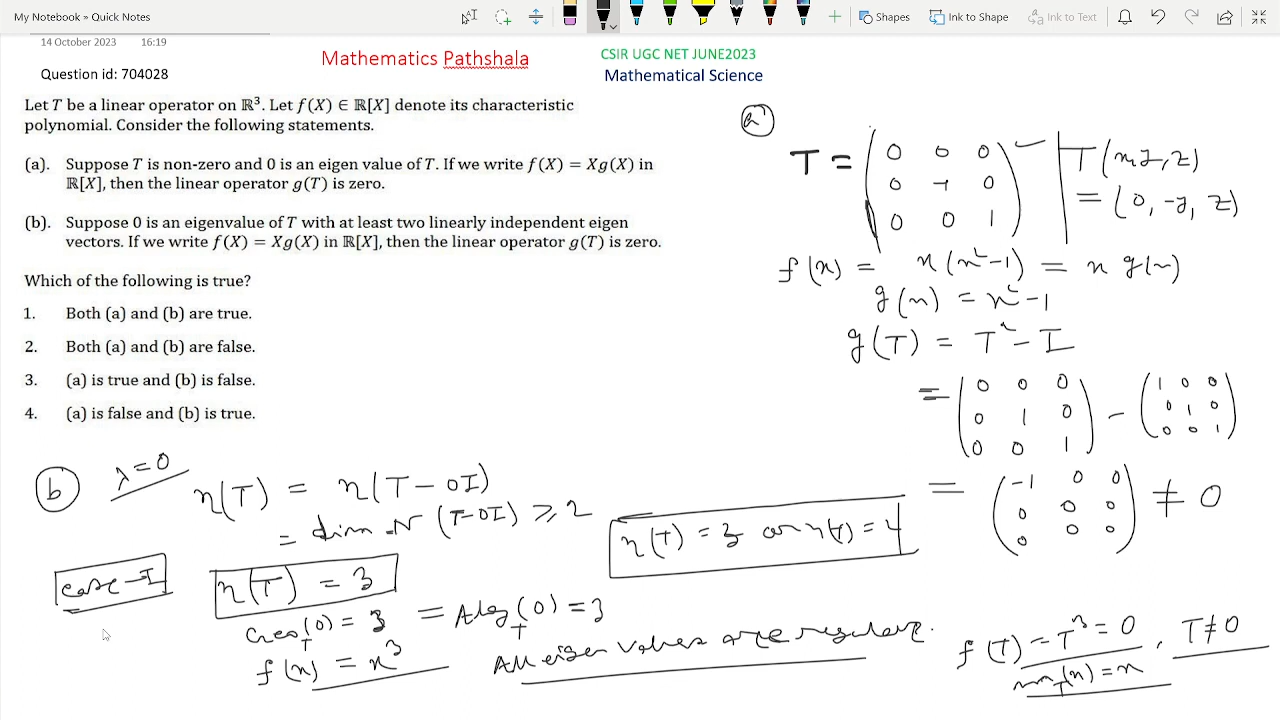 My Notebook » Quick Notes
Shapes
Ink to Shape
Ink to Text
14 October 2023 16:19
Mathematics Pathshala
CSIR UGC NET JUNE2023
Question id: 704028
Mathematical Science
Let T be a linear operator on ℝ³. Let f(X) ∈ ℝ[X] denote its characteristic
polynomial. Consider the following statements.
(a). Suppose T is non-zero and 0 is an eigen value of T. If we write f(X) = Xg(X) in
ℝ[X], then the linear operator g(T) is zero.
(b). Suppose 0 is an eigenvalue of T with at least two linearly independent eigen
vectors. If we write f(X) = Xg(X) in ℝ[X], then the linear operator g(T) is zero.
Which of the following is true?
1. Both (a) and (b) are true.
2. Both (a) and (b) are false.
3. (a) is true and (b) is false.
4. (a) is false and (b) is true.
(a)
T = ( 0 0 0
0 -1 0
0 0 1 )
T(x,y,z)
= (0, -y, z)
f(x) = x(x²-1) = x g(x)
g(x) = x²-1
g(T) = T² - I
= ( 0 0 0
0 1 0
0 0 1 ) - ( 1 0 0
0 1 0
0 0 1 )
= ( -1 0 0
0 0 0
0 0 0 ) ≠ 0
(b) λ=0
η(T) = η(T-0I)
= dim N (T-0I) ≥ 2
η(T) = 3 or η(T) = 4
Case-I
η(T) = 3
Geo_T(0) = 3 = Alg_T(0) = 3
f(x) = x³
All eigen values are regular.
f(T) = T³ = 0, T≠0
m_T(x) = x